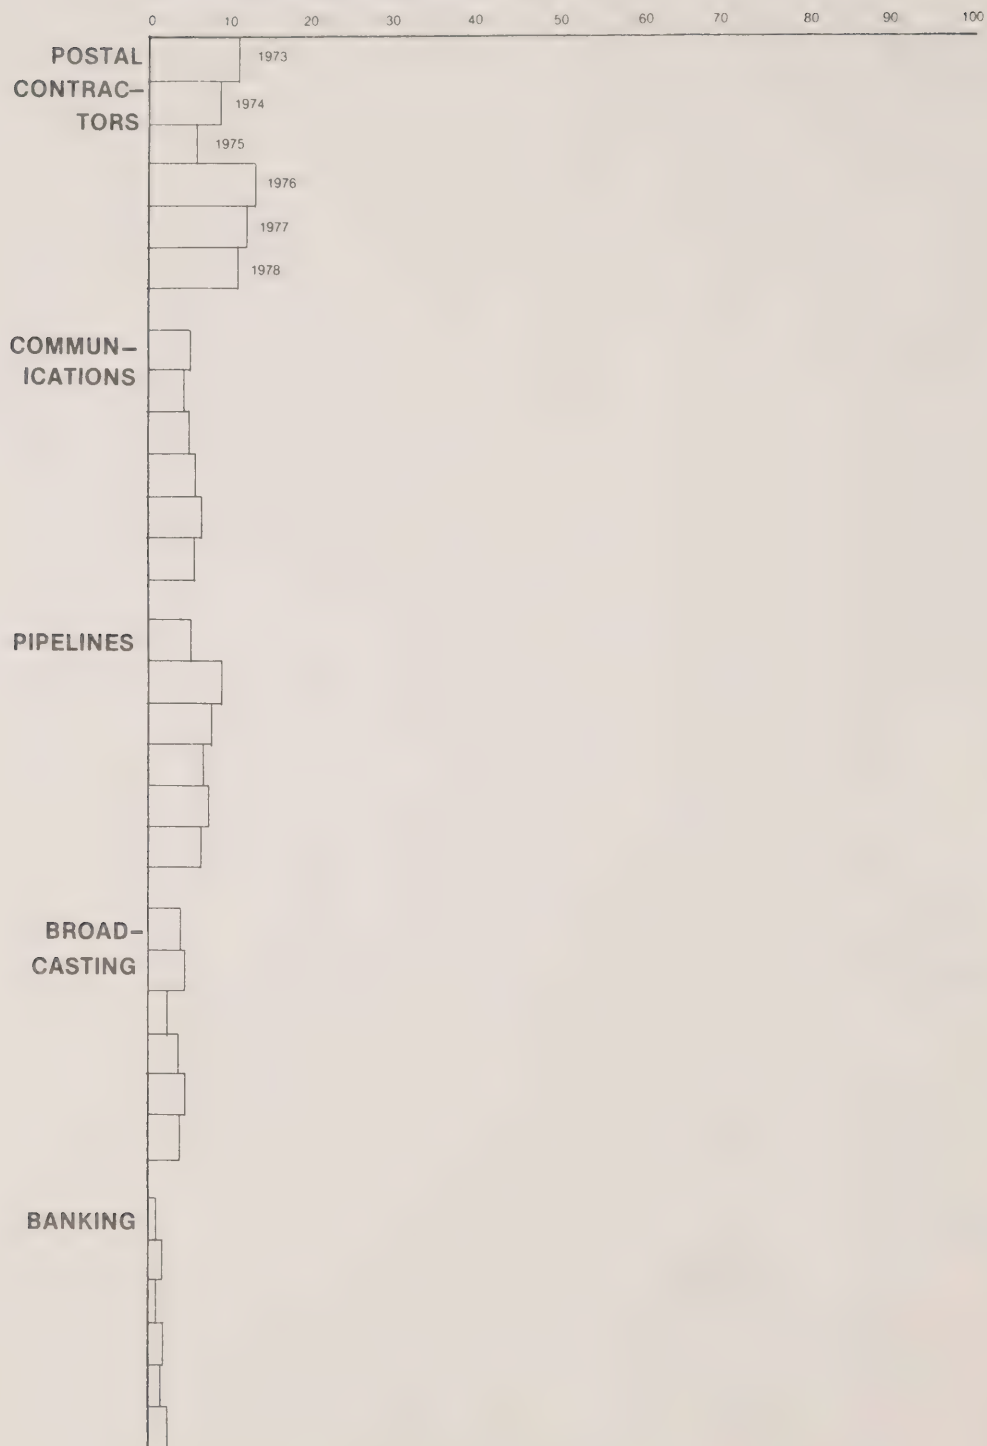 0 10 20 30 40 50 60 70 80 90 100
POSTAL
CONTRAC–
TORS
1973
1974
1975
1976
1977
1978
COMMUN–
ICATIONS
PIPELINES
BROAD–
CASTING
BANKING